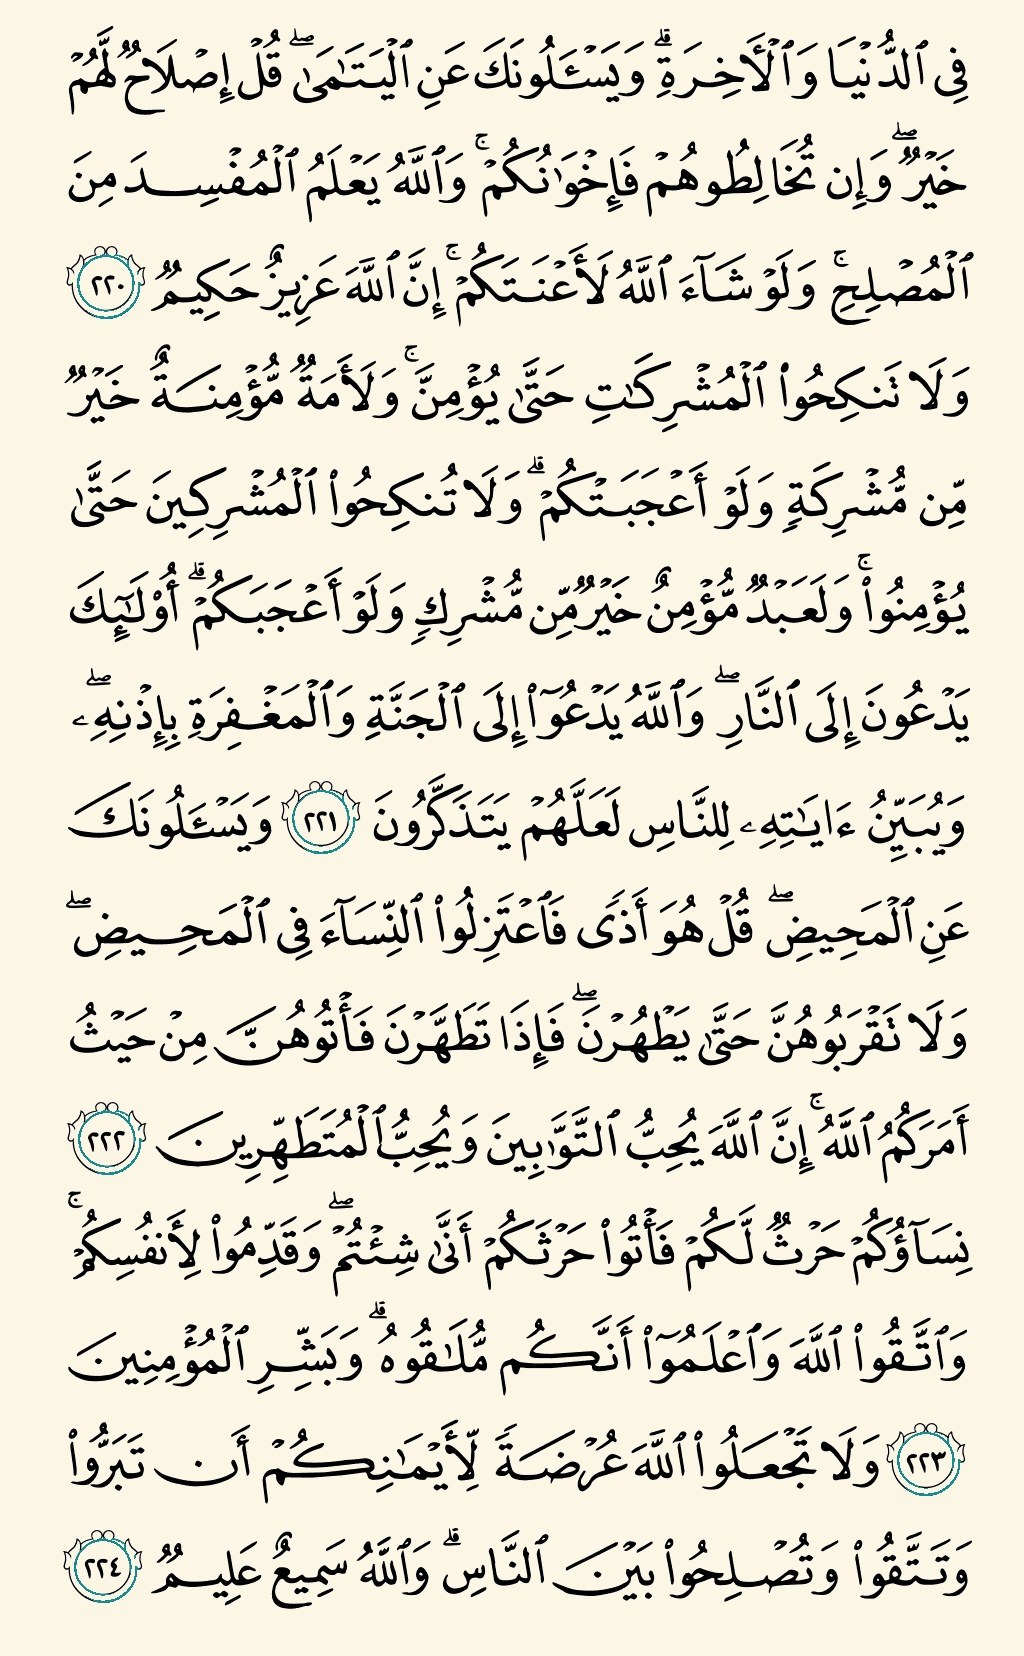 فِى ٱلدُّنْيَا وَٱلْـَٔاخِرَةِ ۗ وَيَسْـَٔلُونَكَ عَنِ ٱلْيَتَـٰمَىٰ ۖ قُلْ إِصْلَاحٌ لَّهُمْ
خَيْرٌ ۖ وَإِن تُخَالِطُوهُمْ فَإِخْوَٰنُكُمْ ۚ وَٱللَّهُ يَعْلَمُ ٱلْمُفْسِدَ مِنَ
ٱلْمُصْلِحِ ۚ وَلَوْ شَآءَ ٱللَّهُ لَأَعْنَتَكُمْ ۚ إِنَّ ٱللَّهَ عَزِيزٌ حَكِيمٌ ٢٢٠
وَلَا تَنكِحُوا۟ ٱلْمُشْرِكَـٰتِ حَتَّىٰ يُؤْمِنَّ ۚ وَلَأَمَةٌ مُّؤْمِنَةٌ خَيْرٌ
مِّن مُّشْرِكَةٍ وَلَوْ أَعْجَبَتْكُمْ ۗ وَلَا تُنكِحُوا۟ ٱلْمُشْرِكِينَ حَتَّىٰ
يُؤْمِنُوا۟ ۚ وَلَعَبْدٌ مُّؤْمِنٌ خَيْرٌ مِّن مُّشْرِكٍ وَلَوْ أَعْجَبَكُمْ ۗ أُو۟لَـٰٓئِكَ
يَدْعُونَ إِلَى ٱلنَّارِ ۖ وَٱللَّهُ يَدْعُوٓا۟ إِلَى ٱلْجَنَّةِ وَٱلْمَغْفِرَةِ بِإِذْنِهِۦ ۖ
وَيُبَيِّنُ ءَايَـٰتِهِۦ لِلنَّاسِ لَعَلَّهُمْ يَتَذَكَّرُونَ ٢٢١ وَيَسْـَٔلُونَكَ
عَنِ ٱلْمَحِيضِ ۖ قُلْ هُوَ أَذًى فَٱعْتَزِلُوا۟ ٱلنِّسَآءَ فِى ٱلْمَحِيضِ ۖ
وَلَا تَقْرَبُوهُنَّ حَتَّىٰ يَطْهُرْنَ ۖ فَإِذَا تَطَهَّرْنَ فَأْتُوهُنَّ مِنْ حَيْثُ
أَمَرَكُمُ ٱللَّهُ ۚ إِنَّ ٱللَّهَ يُحِبُّ ٱلتَّوَّٰبِينَ وَيُحِبُّ ٱلْمُتَطَهِّرِينَ ٢٢٢
نِسَآؤُكُمْ حَرْثٌ لَّكُمْ فَأْتُوا۟ حَرْثَكُمْ أَنَّىٰ شِئْتُمْ ۖ وَقَدِّمُوا۟ لِأَنفُسِكُمْ ۚ
وَٱتَّقُوا۟ ٱللَّهَ وَٱعْلَمُوٓا۟ أَنَّكُم مُّلَـٰقُوهُ ۗ وَبَشِّرِ ٱلْمُؤْمِنِينَ
٢٢٣ وَلَا تَجْعَلُوا۟ ٱللَّهَ عُرْضَةً لِّأَيْمَـٰنِكُمْ أَن تَبَرُّوا۟
وَتَتَّقُوا۟ وَتُصْلِحُوا۟ بَيْنَ ٱلنَّاسِ ۗ وَٱللَّهُ سَمِيعٌ عَلِيمٌ ٢٢٤